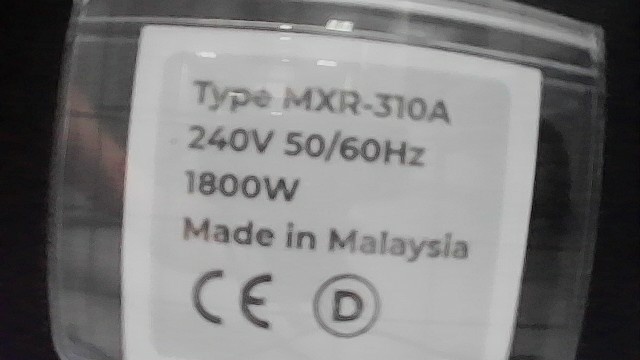 Type MXR-310A
240V 50/60Hz
1800W
Made in Malaysia
CE D